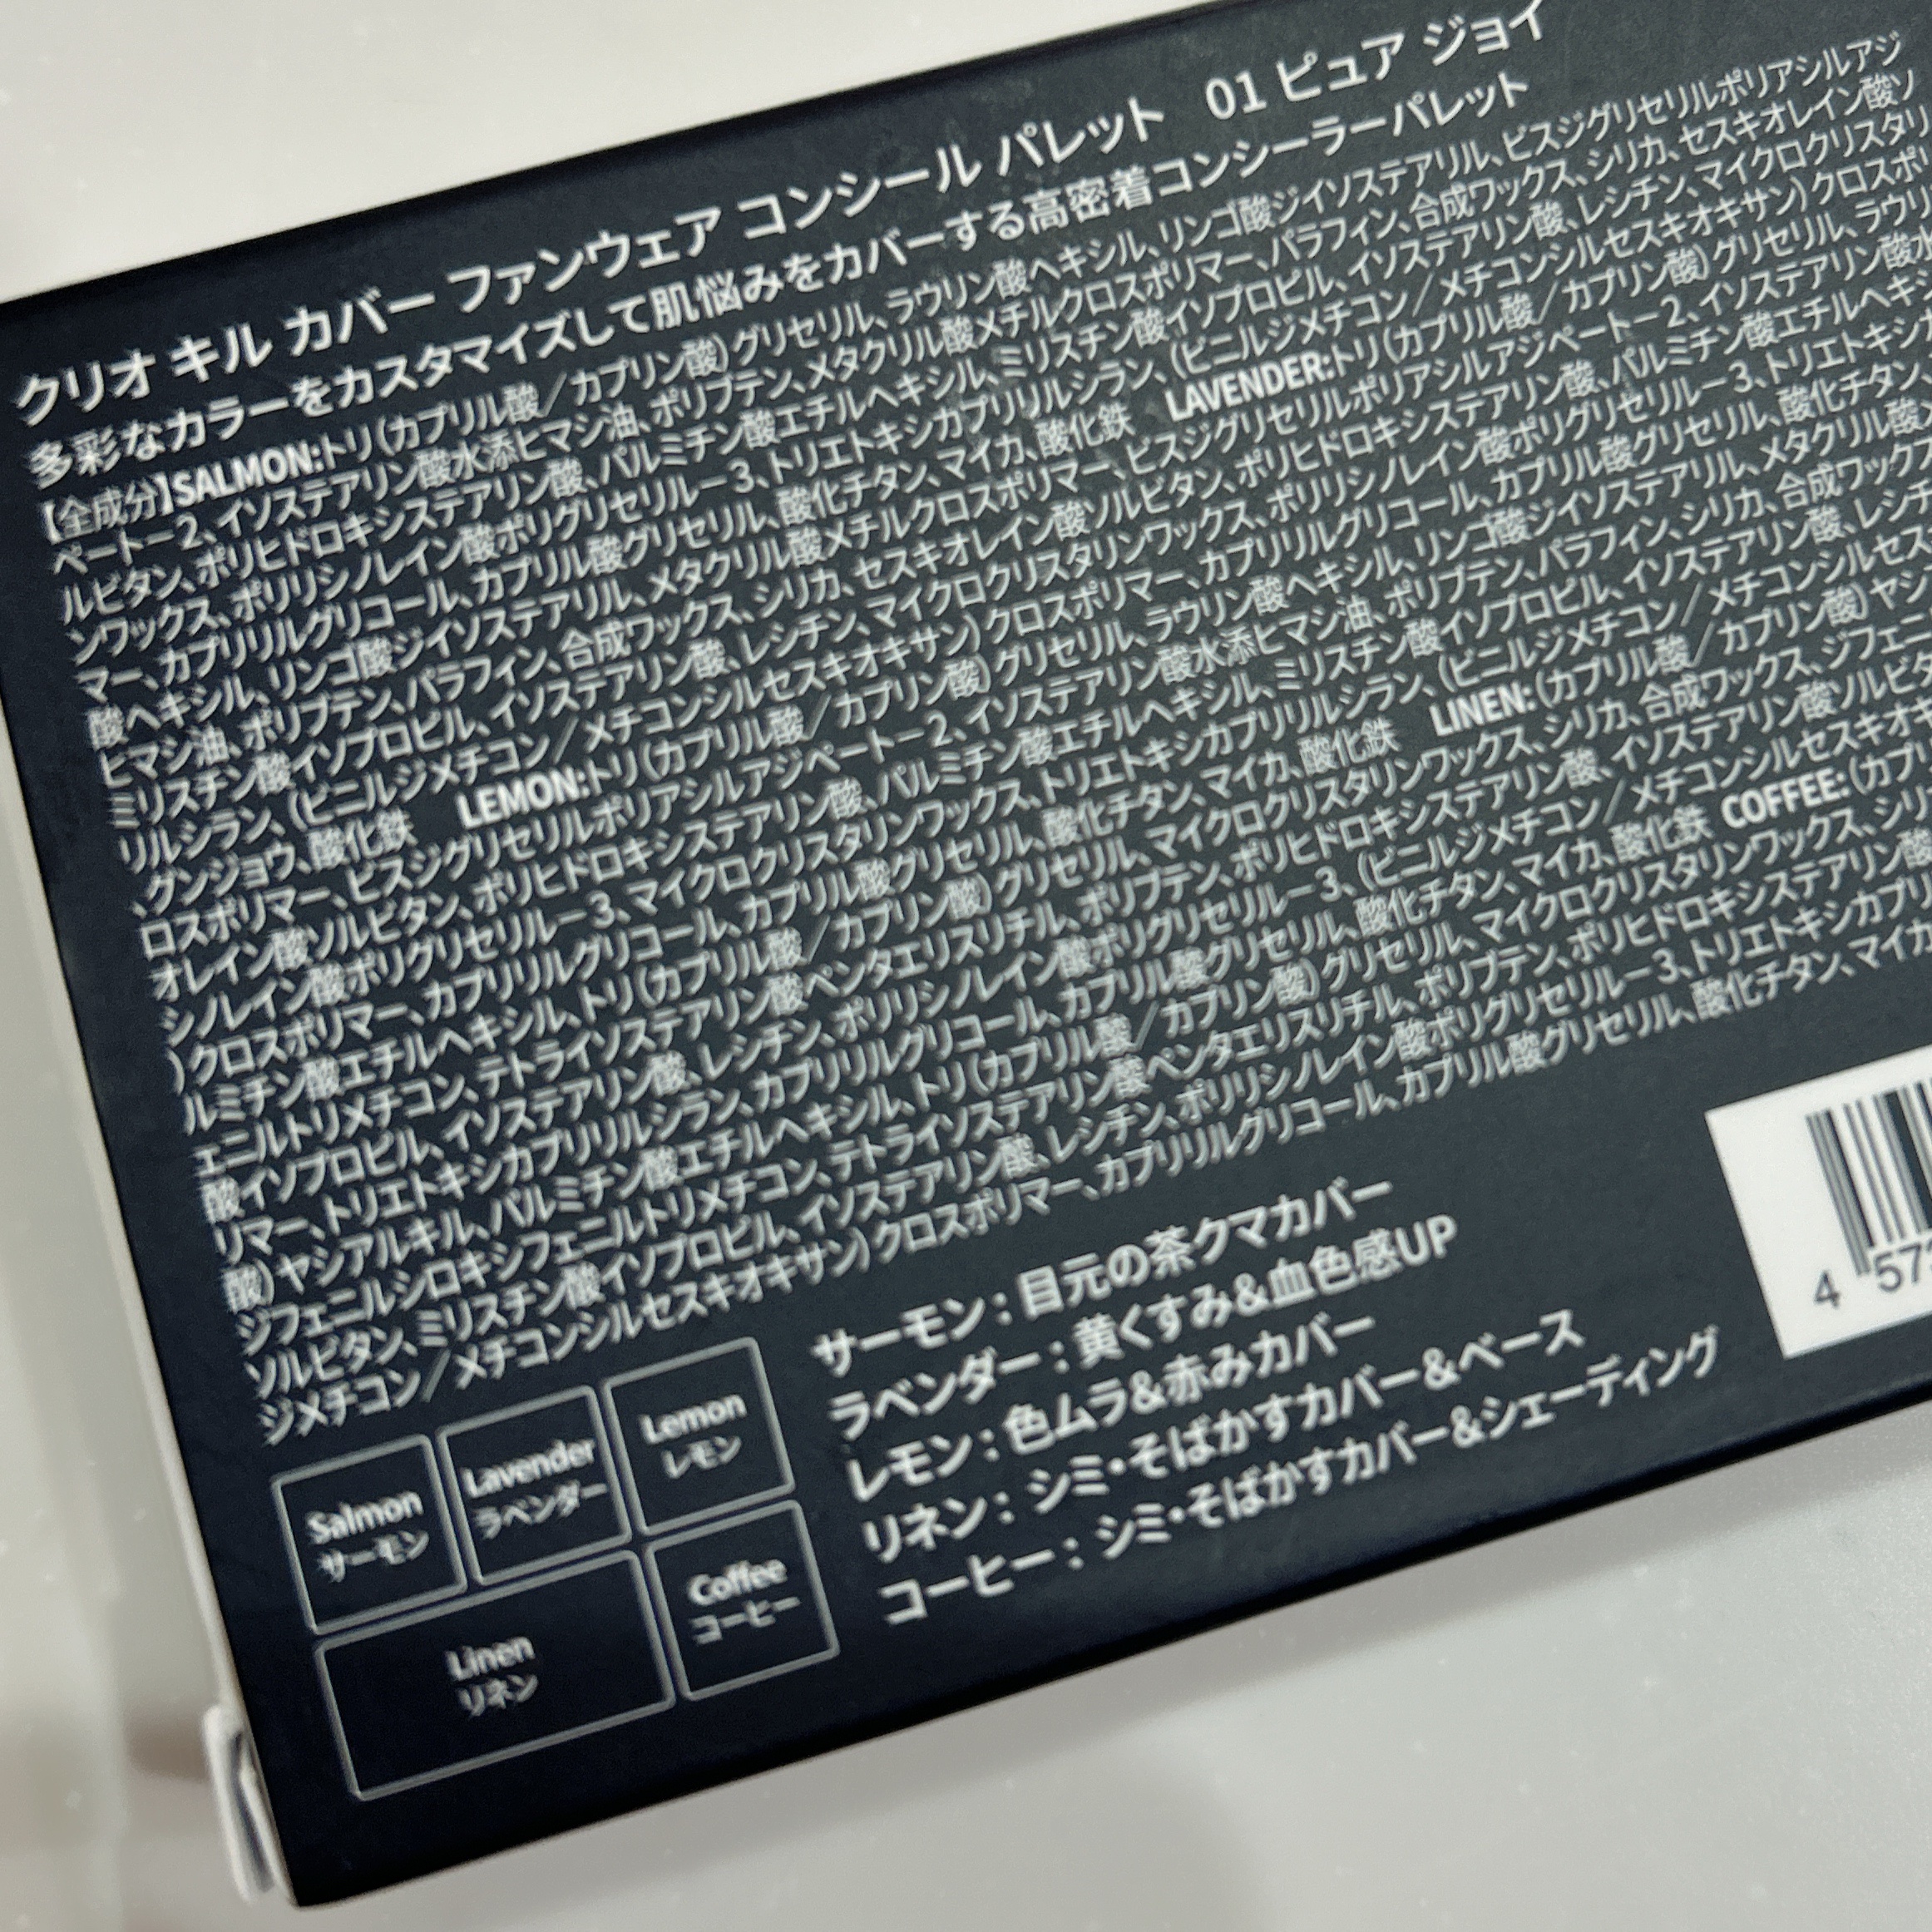 クリオ キル カバー ファンウェア コンシール パレット 01 ピュア ジョイ
多彩なカラーをカスタマイズして肌悩みをカバーする高密着コンシーラーパレット
【全成分】SALMON:トリ(カプリル酸/カプリン酸)グリセリル、ラウリン酸ヘキシル、リンゴ酸ジイソステアリル、ビスジグリセリルポリアシルアジ
ペートー2、イソステアリン酸水添ヒマシ油、ポリブテン、メタクリル酸メチルクロスポリマー、パラフィン、合成ワックス、シリカ、セスキオレイン酸ソ
ルビタン、ポリヒドロキシステアリン酸、パルミチン酸エチルヘキシル、ミリスチン酸イソプロピル、イソステアリン酸、レシチン、マイクロクリスタリ
ンワックス、ポリリシノレイン酸ポリグリセリルー3、トリエトキシカプリリルシラン、(ビニルジメチコン/メチコンシルセスキオキサン)クロスポリ
マー、カプリリルグリコール、カプリル酸グリセリル、酸化チタン、マイカ、酸化鉄 LAVENDER:トリ(カプリル酸/カプリン酸)グリセリル、ラウリン
酸ヘキシル、リンゴ酸ジイソステアリル、メタクリル酸メチルクロスポリマー、ビスジグリセリルポリアシルアジペートー2、イソステアリン酸水
ヒマシ油、ポリブテン、パラフィン、合成ワックス、シリカ、セスキオレイン酸ソルビタン、ポリヒドロキシステアリン酸、パルミチン酸エチルヘキシ
ミリスチン酸イソプロピル、イソステアリン酸、レシチン、マイクロクリスタリンワックス、ポリリシノレイン酸ポリグリセリルー3、トリエトキシ
リルシラン、(ビニルジメチコン/メチコンシルセスキオキサン)クロスポリマー、カプリリルグリコール、カプリル酸グリセリル、酸化チタン
、グンジョウ、酸化鉄 LEMON:トリ(カプリル酸/カプリン酸)グリセリル、ラウリン酸ヘキシル、リンゴ酸ジイソステアリル、メタクリル酸
ロスポリマー、ビスジグリセリルポリアシルアジペートー2、イソステアリン酸水添ヒマシ油、ポリブテン、パラフィン、シリカ、合成ワック
オレイン酸ソルビタン、ポリヒドロキシステアリン酸、パルミチン酸エチルヘキシル、ミリスチン酸イソプロピル、イソステアリン酸、レシ
シノレイン酸ポリグリセリルー3、マイクロクリスタリンワックス、トリエトキシカプリリルシラン、(ビニルジメチコン/メチコンシルセス
)クロスポリマー、カプリリルグリコール、カプリル酸グリセリル、酸化チタン、マイカ、酸化鉄 LINEN:(カプリル酸/カプリン酸)ヤシ
ルミチン酸エチルヘキシル、トリ(カプリル酸/カプリン酸)グリセリル、マイクロクリスタリンワックス、シリカ、合成ワックス、ジフェニ
ェニルトリメチコン、テトライソステアリン酸ペンタエリスリチル、ポリブテン、ポリヒドロキシステアリン酸、イソステアリン酸ソルビタ
酸イソプロピル、イソステアリン酸、レシチン、ポリリシノレイン酸ポリグリセリルー3、(ビニルジメチコン/メチコンシルセスキオキ
リマー、トリエトキシカプリリルシラン、カプリリルグリコール、カプリル酸グリセリル、酸化チタン、マイカ、酸化鉄 COFFEE:(カプ
酸)ヤシアルキル、パルミチン酸エチルヘキシル、トリ(カプリル酸/カプリン酸)グリセリル、マイクロクリスタリンワックス、シリ
ジフェニルシロキシフェニルトリメチコン、テトライソステアリン酸ペンタエリスリチル、ポリブテン、ポリヒドロキシステアリン酸
ソルビタン、ミリスチン酸イソプロピル、イソステアリン酸、レシチン、ポリリシノレイン酸ポリグリセリルー3、トリエトキシカプリ
ジメチコン/メチコンシルセスキオキサン)クロスポリマー、カプリリルグリコール、カプリル酸グリセリル、酸化チタン、マイカ
Salmon
サーモン
Lavender
ラベンダー
Lemon
レモン
Linen
リネン
Coffee
コーヒー
サーモン:目元の茶クマカバー
ラベンダー:黄くすみ&血色感UP
レモン:色ムラ&赤みカバー
リネン:シミ・そばかすカバー&ベース
コーヒー:シミ・そばかすカバー&シェーディング
4 57